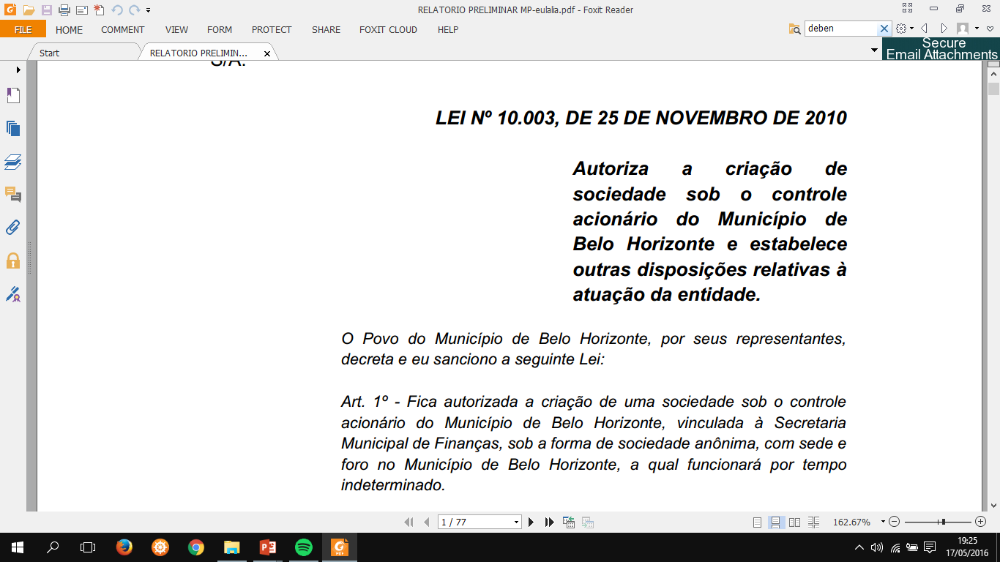 RELATORIO PRELIMINAR MP-eulalia.pdf - Foxit Reader
FILE HOME COMMENT VIEW FORM PROTECT SHARE FOXIT CLOUD HELP deben
Start RELATORIO PRELIMIN... Secure
Email Attachments
S/A.
LEI Nº 10.003, DE 25 DE NOVEMBRO DE 2010
Autoriza a criação de
sociedade sob o controle
acionário do Município de
Belo Horizonte e estabelece
outras disposições relativas à
atuação da entidade.
O Povo do Município de Belo Horizonte, por seus representantes,
decreta e eu sanciono a seguinte Lei:
Art. 1º - Fica autorizada a criação de uma sociedade sob o controle
acionário do Município de Belo Horizonte, vinculada à Secretaria
Municipal de Finanças, sob a forma de sociedade anônima, com sede e
foro no Município de Belo Horizonte, a qual funcionará por tempo
indeterminado.
1 / 77 162.67%
19:25
17/05/2016